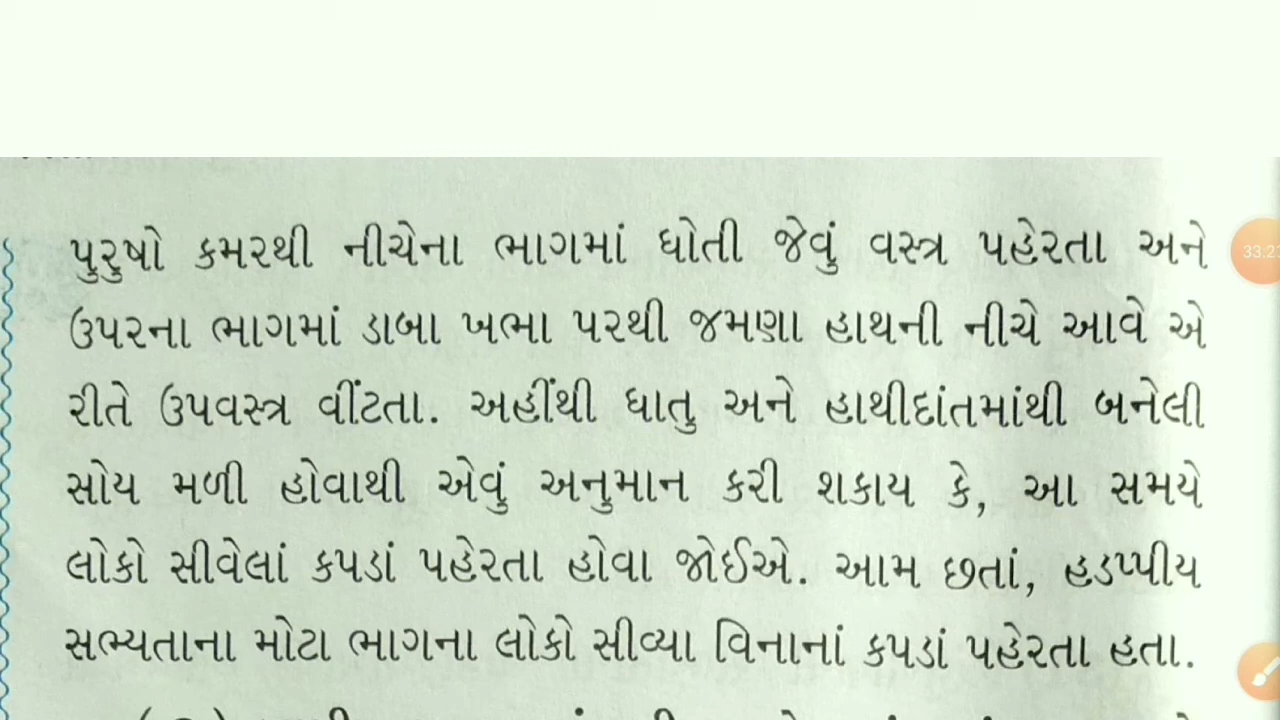 પુરુષો કમરથી નીચેના ભાગમાં ધોતી જેવું વસ્ત્ર પહેરતા અને
ઉપરના ભાગમાં ડાબા ખભા પરથી જમણા હાથની નીચે આવે એ
રીતે ઉપવસ્ત્ર વીંટતા. અહીંથી ધાતુ અને હાથીદાંતમાંથી બનેલી
સોય મળી હોવાથી એવું અનુમાન કરી શકાય કે, આ સમયે
લોકો સીવેલાં કપડાં પહેરતા હોવા જોઈએ. આમ છતાં, હડપ્પીય
સભ્યતાના મોટા ભાગના લોકો સીવ્યા વિનાનાં કપડાં પહેરતા હતા.